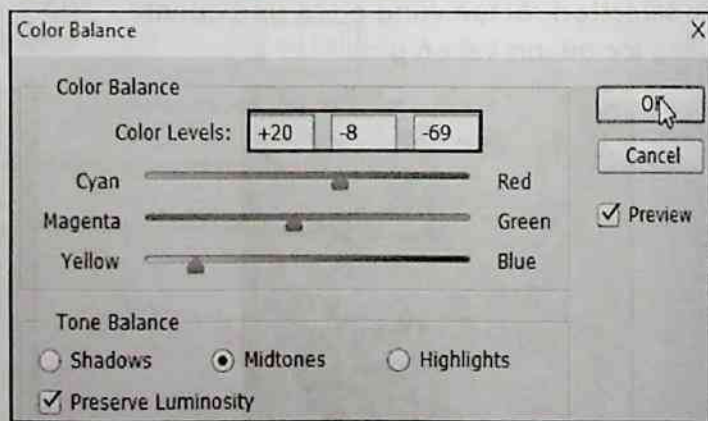 Color Balance X
Color Balance
Color Levels: +20 -8 -69
OK
Cancel
Cyan Red
Magenta Green
Preview
Yellow Blue
Tone Balance
Shadows Midtones Highlights
Preserve Luminosity